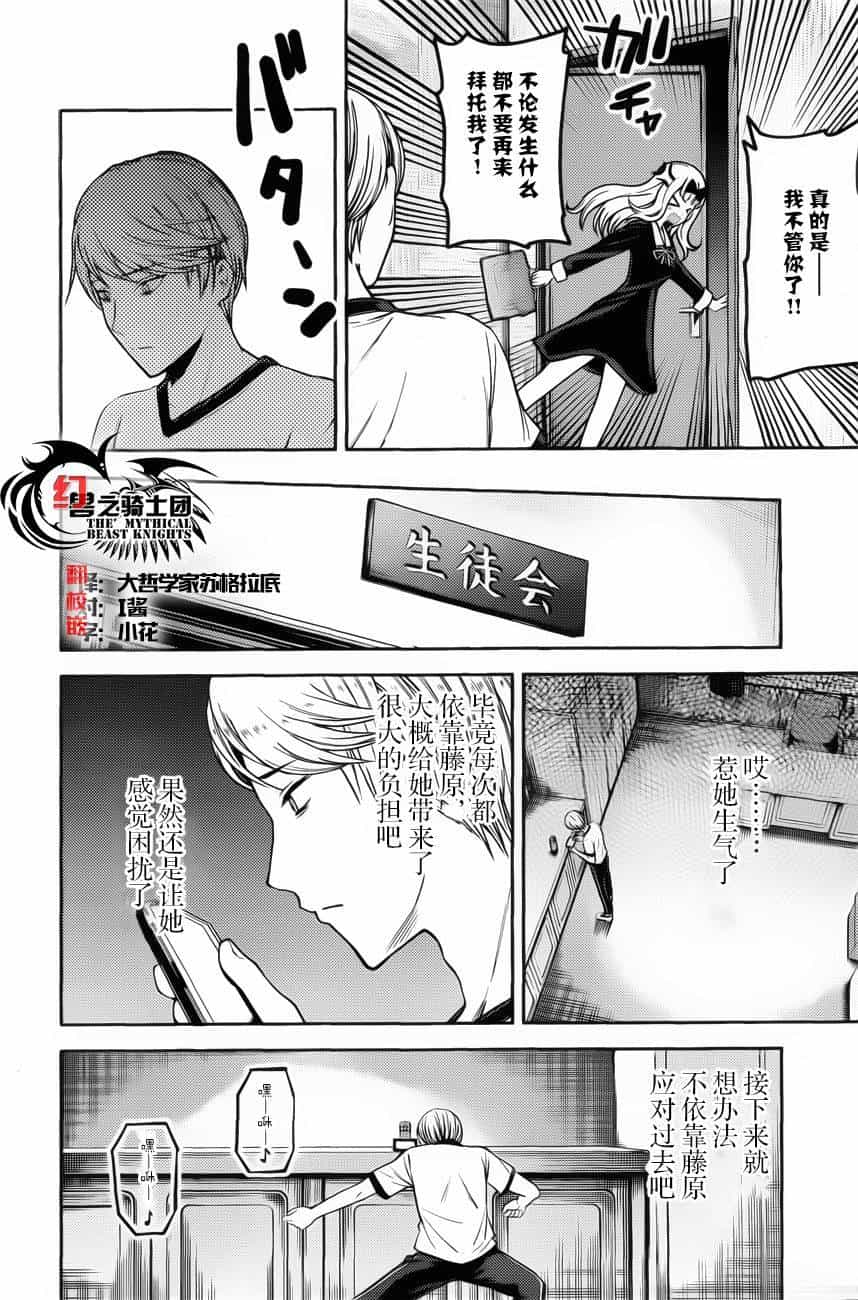 真的是——
我不管你了!!
ガチャ
不论发生什么
都不要再来
拜托我了!
バタン
幻兽之骑士团
THE MYTHICAL
BEAST KNIGHTS
翻译: 大哲学家苏格拉底
校对: I酱
嵌字: 小花
生徒会
哎………
惹她生气了
毕竟每次都
依靠藤原,
大概给她带来了
很大的负担吧
果然还是让她
感觉困扰了
接下来就
想办法
不依靠藤原
应对过去吧
嘿—咻—♪
嘿—咻—♪